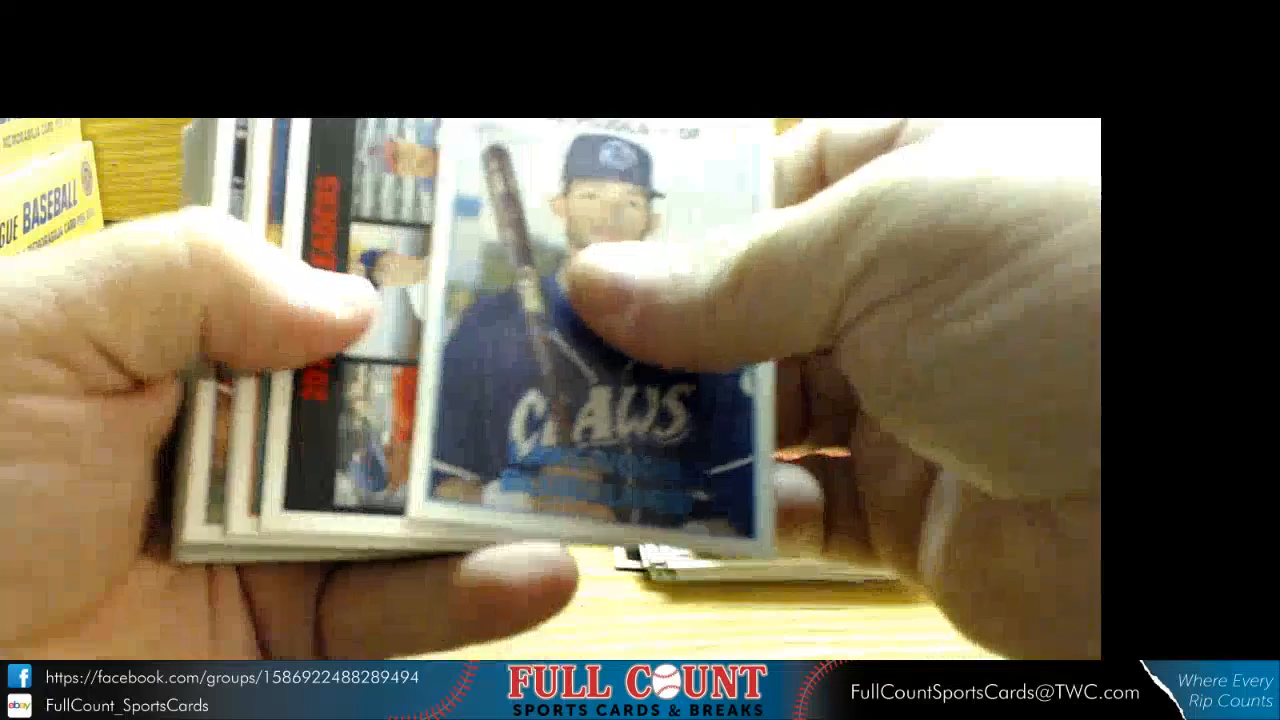 GUE BASEBALL
CLAWS
https://facebook.com/groups/1586922488289494
FullCount_SportsCards
FULL COUNT
SPORTS CARDS & BREAKS
FullCountSportsCards@TWC.com
Where Every
Rip Counts